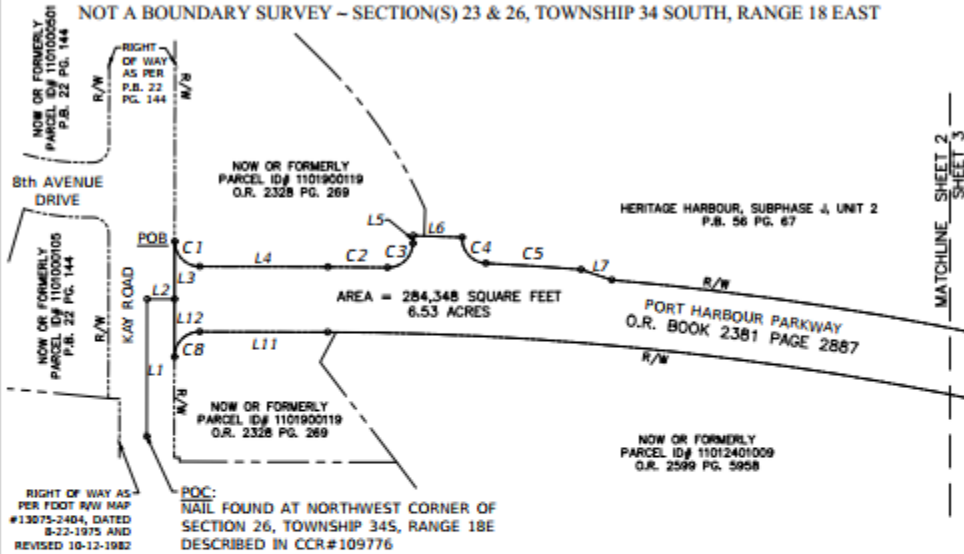 NOT A BOUNDARY SURVEY ~ SECTION(S) 23 & 26, TOWNSHIP 34 SOUTH, RANGE 18 EAST
NOW OR FORMERLY
PARCEL ID# 1101000501
P.B. 22 PG. 144
R/W
RIGHT
OF WAY
AS PER
P.B. 22
PG. 144
R/W
8th AVENUE
DRIVE
NOW OR FORMERLY
PARCEL ID# 1101900119
O.R. 2328 PG. 269
HERITAGE HARBOUR, SUBPHASE J, UNIT 2
P.B. 56 PG. 67
MATCHLINE SHEET 2
SHEET 3
POB
C1
L4
C2
C3
L5
L6
C4
C5
L7
R/W
L3
L2
L12
C8
L11
L1
AREA = 284,348 SQUARE FEET
6.53 ACRES
PORT HARBOUR PARKWAY
O.R. BOOK 2381 PAGE 2887
R/W
KAY ROAD
NOW OR FORMERLY
PARCEL ID# 1101000105
P.B. 22 PG. 144
R/W
R/W
NOW OR FORMERLY
PARCEL ID# 1101900119
O.R. 2328 PG. 269
NOW OR FORMERLY
PARCEL ID# 11012401009
O.R. 2599 PG. 5958
RIGHT OF WAY AS
PER FDOT R/W MAP
#13075-2404, DATED
8-22-1975 AND
REVISED 10-12-1982
POC:
NAIL FOUND AT NORTHWEST CORNER OF
SECTION 26, TOWNSHIP 34S, RANGE 18E
DESCRIBED IN CCR#109776